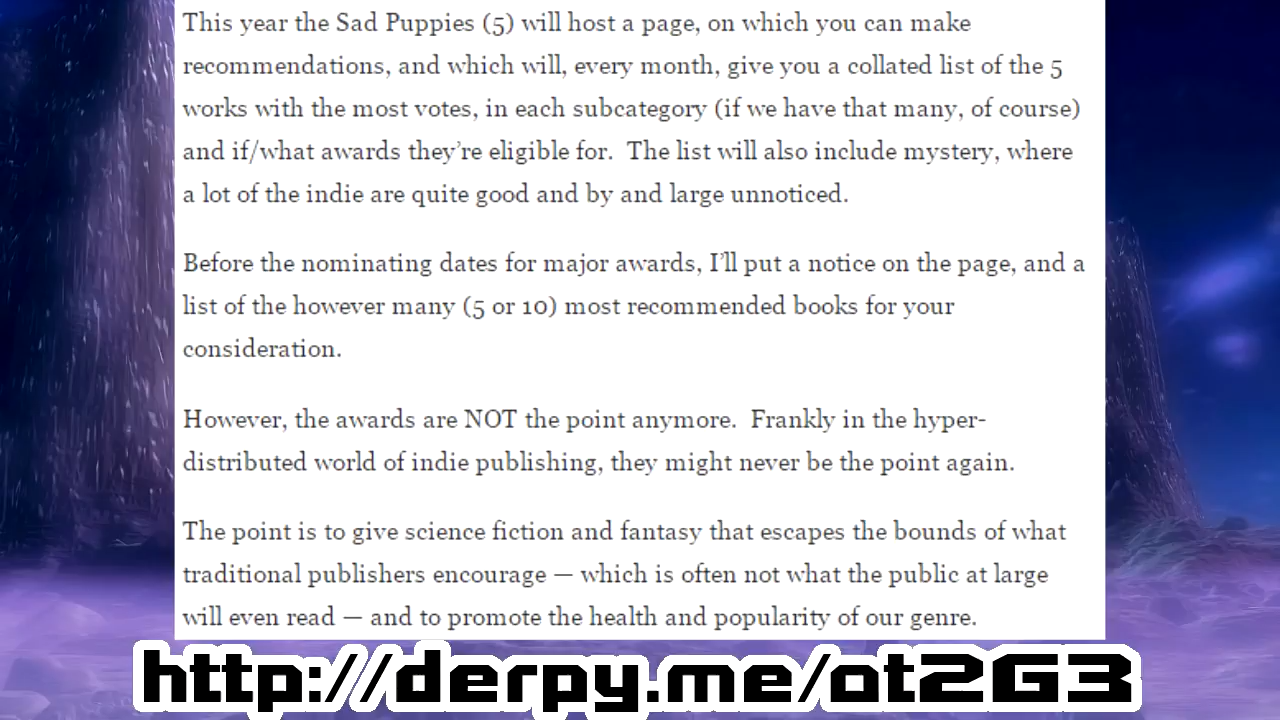 This year the Sad Puppies (5) will host a page, on which you can make
recommendations, and which will, every month, give you a collated list of the 5
works with the most votes, in each subcategory (if we have that many, of course)
and if/what awards they’re eligible for.  The list will also include mystery, where
a lot of the indie are quite good and by and large unnoticed.
Before the nominating dates for major awards, I’ll put a notice on the page, and a
list of the however many (5 or 10) most recommended books for your
consideration.
However, the awards are NOT the point anymore.  Frankly in the hyper-
distributed world of indie publishing, they might never be the point again.
The point is to give science fiction and fantasy that escapes the bounds of what
traditional publishers encourage — which is often not what the public at large
will even read — and to promote the health and popularity of our genre.
http://derpy.me/ot2G3